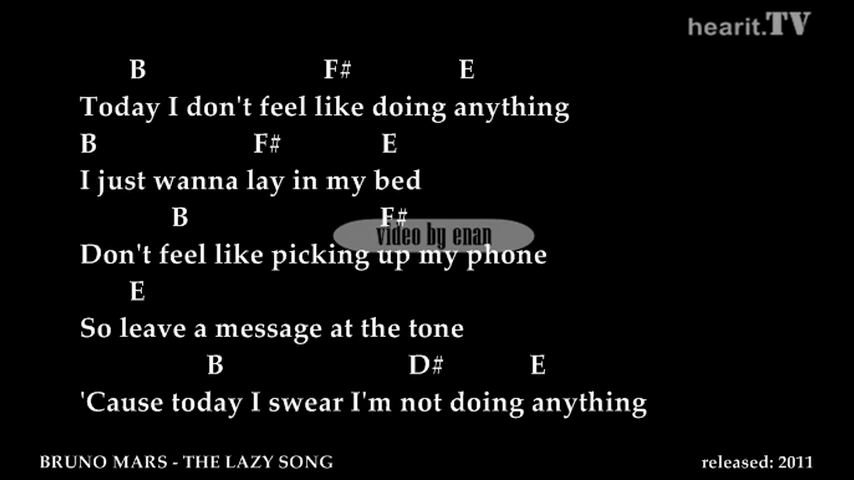 hearit.TV
B F# E
Today I don't feel like doing anything
B F# E
I just wanna lay in my bed
B F#
video by enan
Don't feel like picking up my phone
E
So leave a message at the tone
B D# E
'Cause today I swear I'm not doing anything
BRUNO MARS - THE LAZY SONG
released: 2011